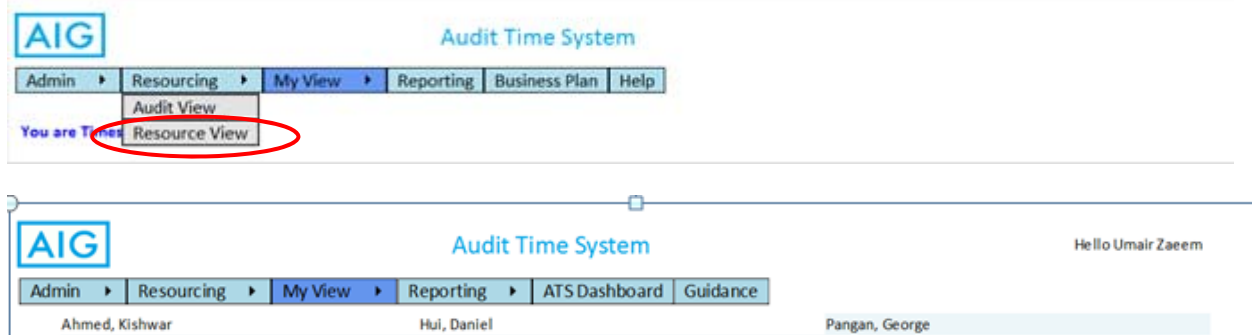 AIG
Audit Time System
Admin Resourcing My View Reporting Business Plan Help
Audit View
You are Times Resource View
AIG
Audit Time System
Hello Umair Zaeem
Admin Resourcing My View Reporting ATS Dashboard Guidance
Ahmed, Kishwar Hui, Daniel Pangan, George